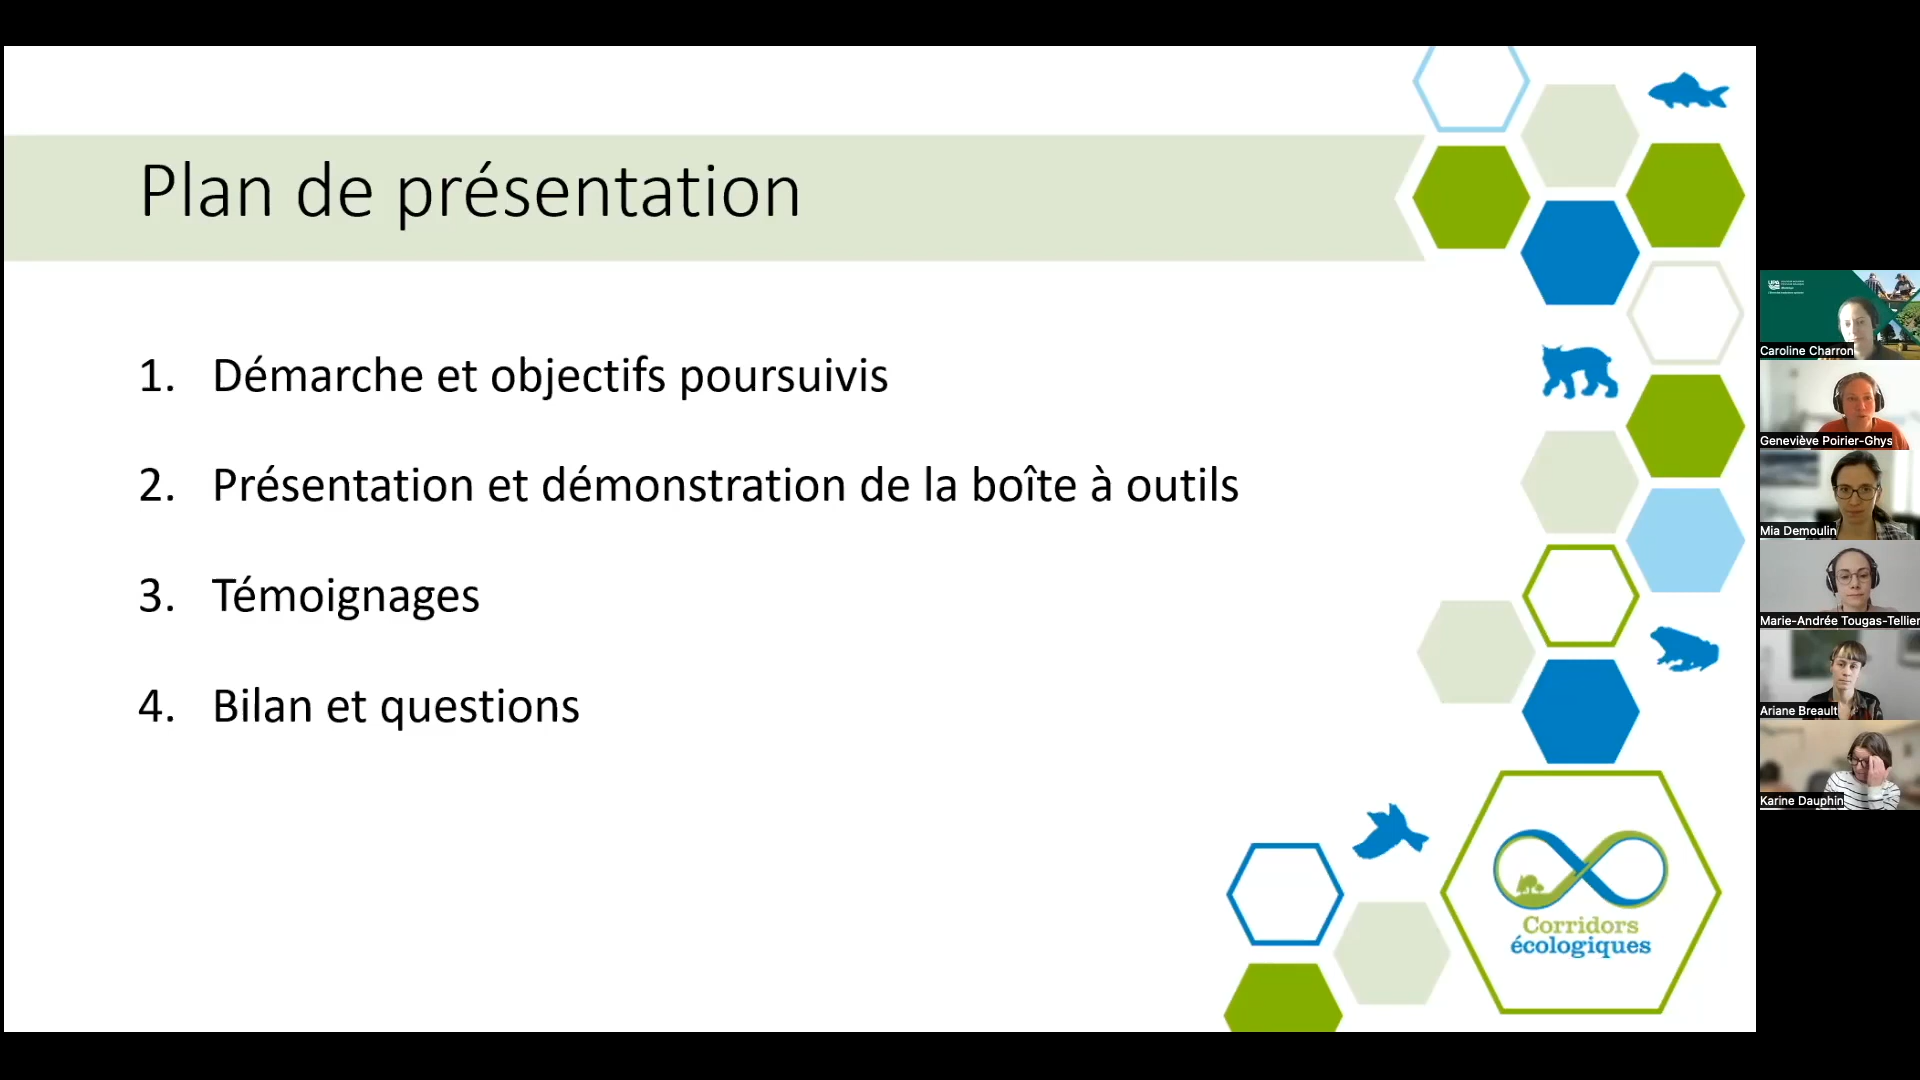 Plan de présentation
1. Démarche et objectifs poursuivis
2. Présentation et démonstration de la boîte à outils
3. Témoignages
4. Bilan et questions
Corridors
écologiques
UPA
Caroline Charron
Geneviève Poirier-Ghys
Mia Demoulin
Marie-Andrée Tougas-Tellier
Ariane Breault
Karine Dauphin